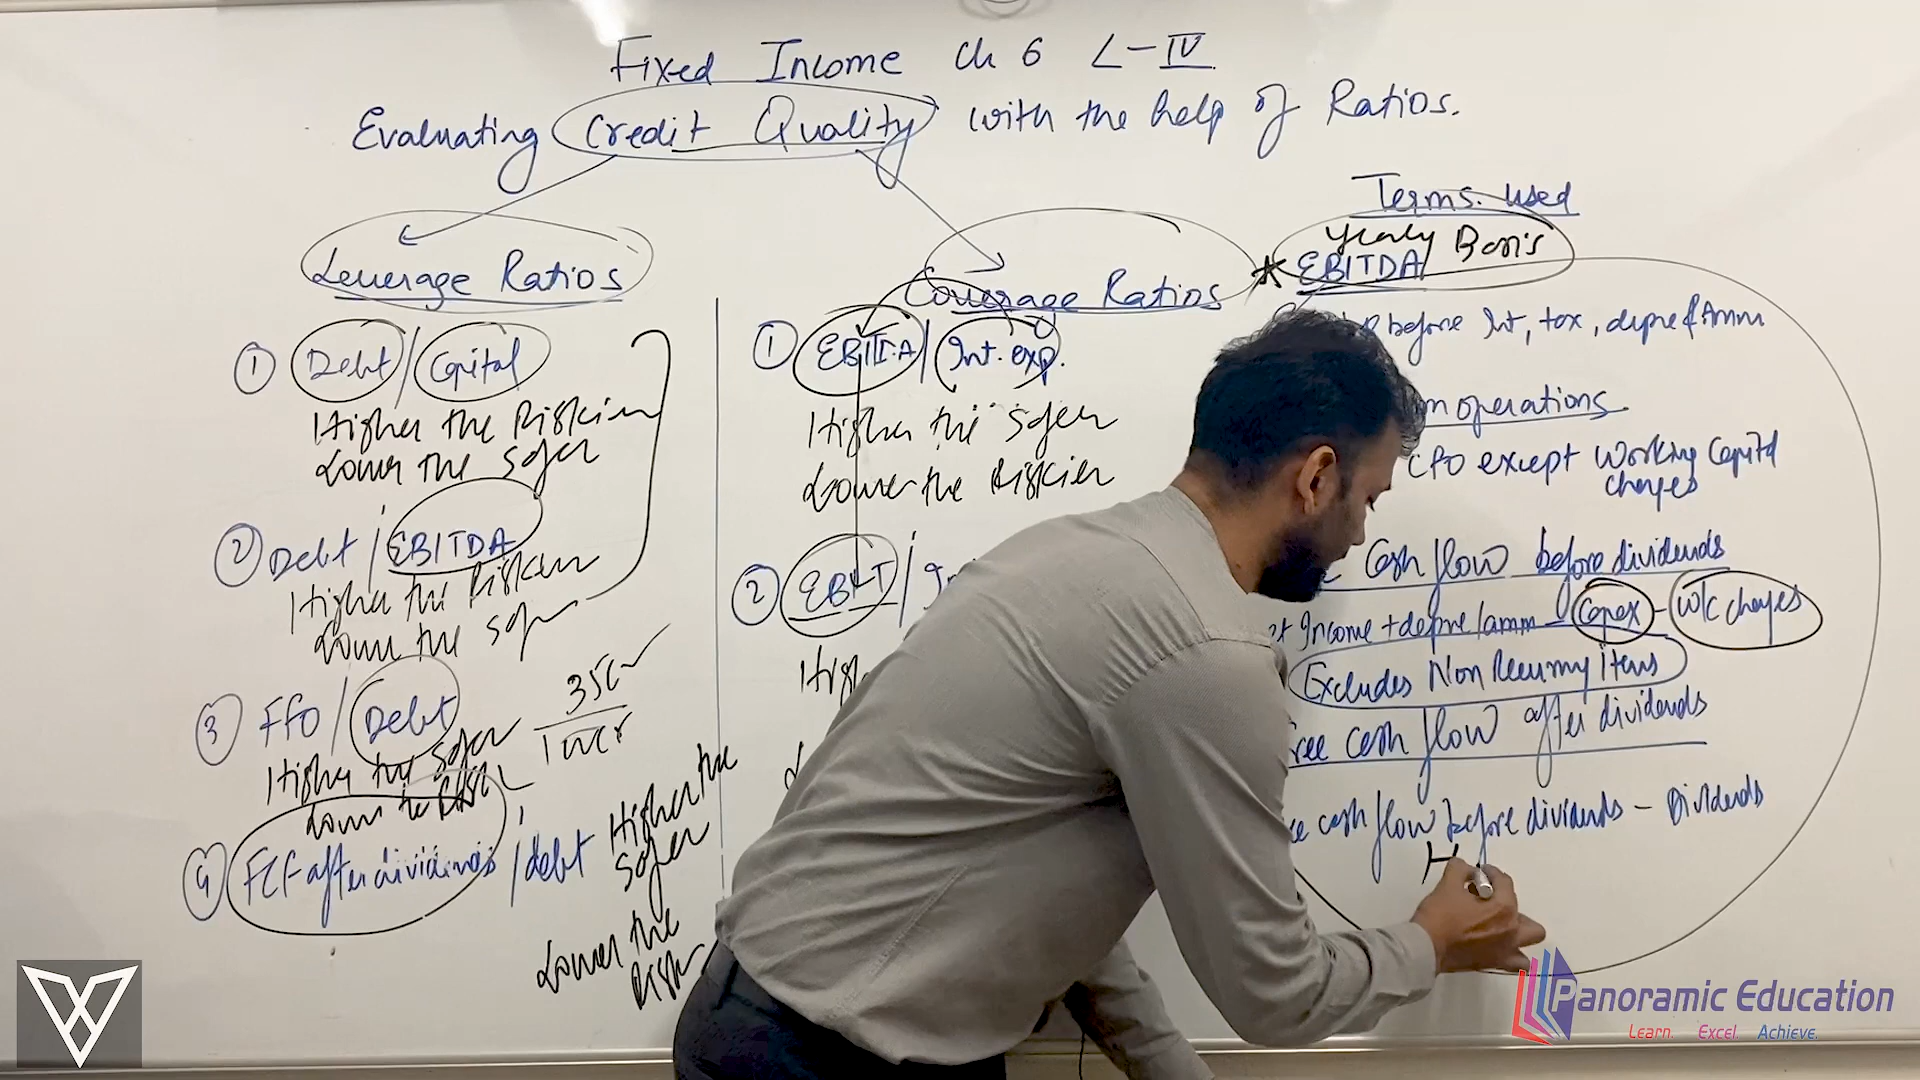 Fixed Income Ch 6 L-IV
Evaluating Credit Quality with the help of Ratios.
Leverage Ratios
① Debt / Capital
Higher the Riskier
Lower the Safer
② Debt / EBITDA
Higher the Riskier
Lower the Safer
③ FFO / Debt
Higher the Safer
④ FCF after dividends / debt
Higher the Safer
Lower the
Coverage Ratios
① EBITDA / Int. exp.
Higher the Safer
Lower the Riskier
② EBIT /
Terms Used
Yearly Basis
EBITDA
before Int, tax, depre & Amm
operations
CFO except Working Capital
changes
Cash flow before dividends
Income + depre/amm - Capex - W/C changes
Excludes Non Recurring Items
Free cash flow after dividends
cash flow before dividends - Dividends
Panoramic Education
Learn. Excel. Achieve.